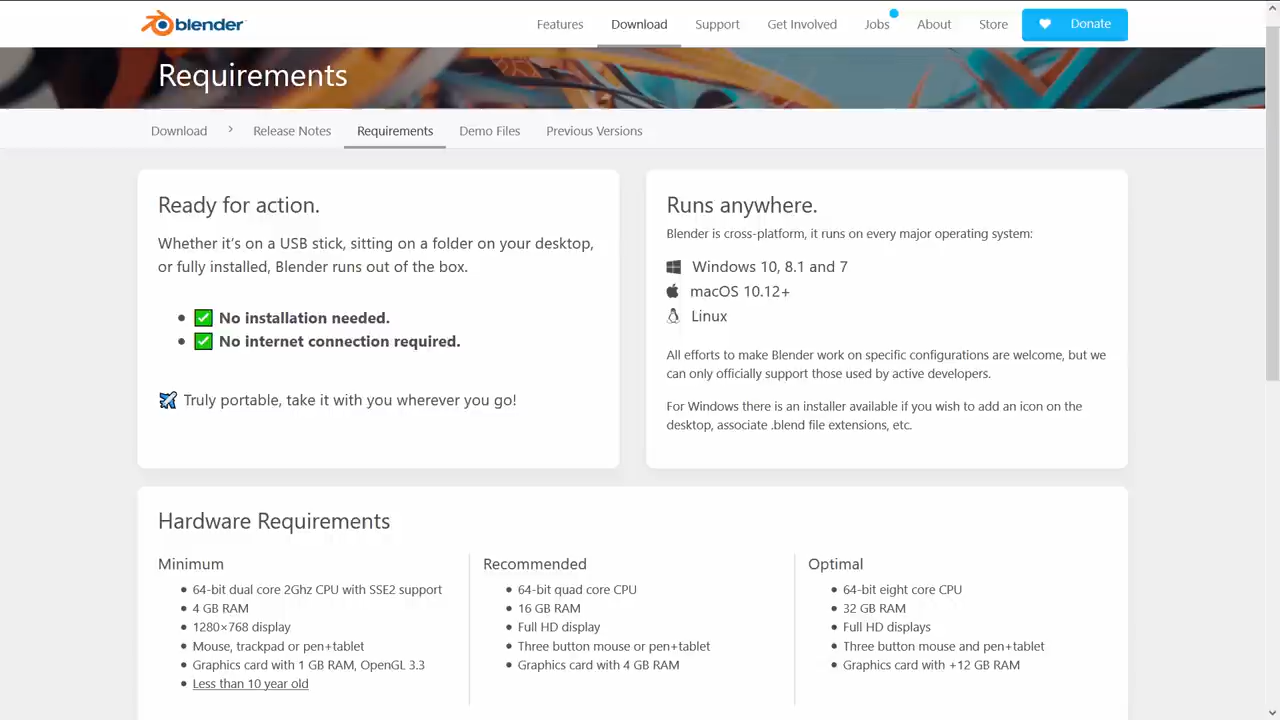 blender
Features
Download
Support
Get Involved
Jobs
About
Store
Donate
Requirements
Download
Release Notes
Requirements
Demo Files
Previous Versions
Ready for action.
Whether it's on a USB stick, sitting on a folder on your desktop,
or fully installed, Blender runs out of the box.
No installation needed.
No internet connection required.
Truly portable, take it with you wherever you go!
Runs anywhere.
Blender is cross-platform, it runs on every major operating system:
Windows 10, 8.1 and 7
macOS 10.12+
Linux
All efforts to make Blender work on specific configurations are welcome, but we
can only officially support those used by active developers.
For Windows there is an installer available if you wish to add an icon on the
desktop, associate .blend file extensions, etc.
Hardware Requirements
Minimum
64-bit dual core 2Ghz CPU with SSE2 support
4 GB RAM
1280×768 display
Mouse, trackpad or pen+tablet
Graphics card with 1 GB RAM, OpenGL 3.3
Less than 10 year old
Recommended
64-bit quad core CPU
16 GB RAM
Full HD display
Three button mouse or pen+tablet
Graphics card with 4 GB RAM
Optimal
64-bit eight core CPU
32 GB RAM
Full HD displays
Three button mouse and pen+tablet
Graphics card with +12 GB RAM